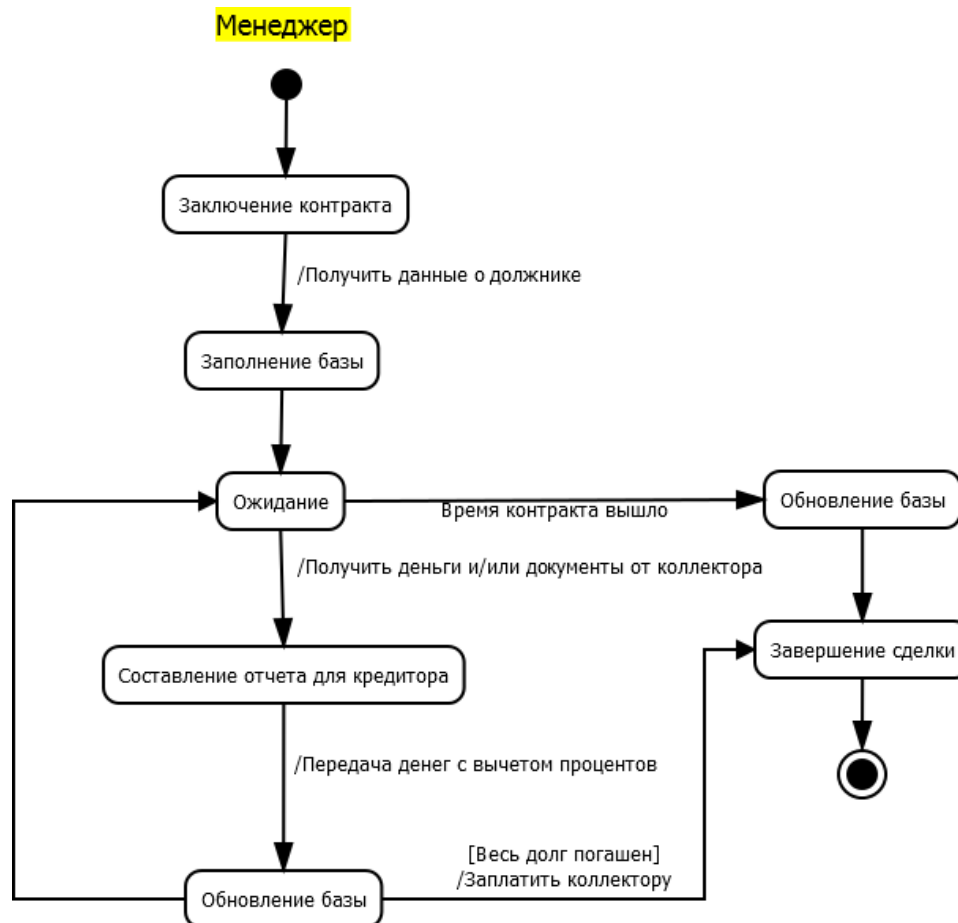 Менеджер
Заключение контракта
/Получить данные о должнике
Заполнение базы
Ожидание
Время контракта вышло
Обновление базы
/Получить деньги и/или документы от коллектора
Завершение сделки
Составление отчета для кредитора
/Передача денег с вычетом процентов
[Весь долг погашен]
/Заплатить коллектору
Обновление базы